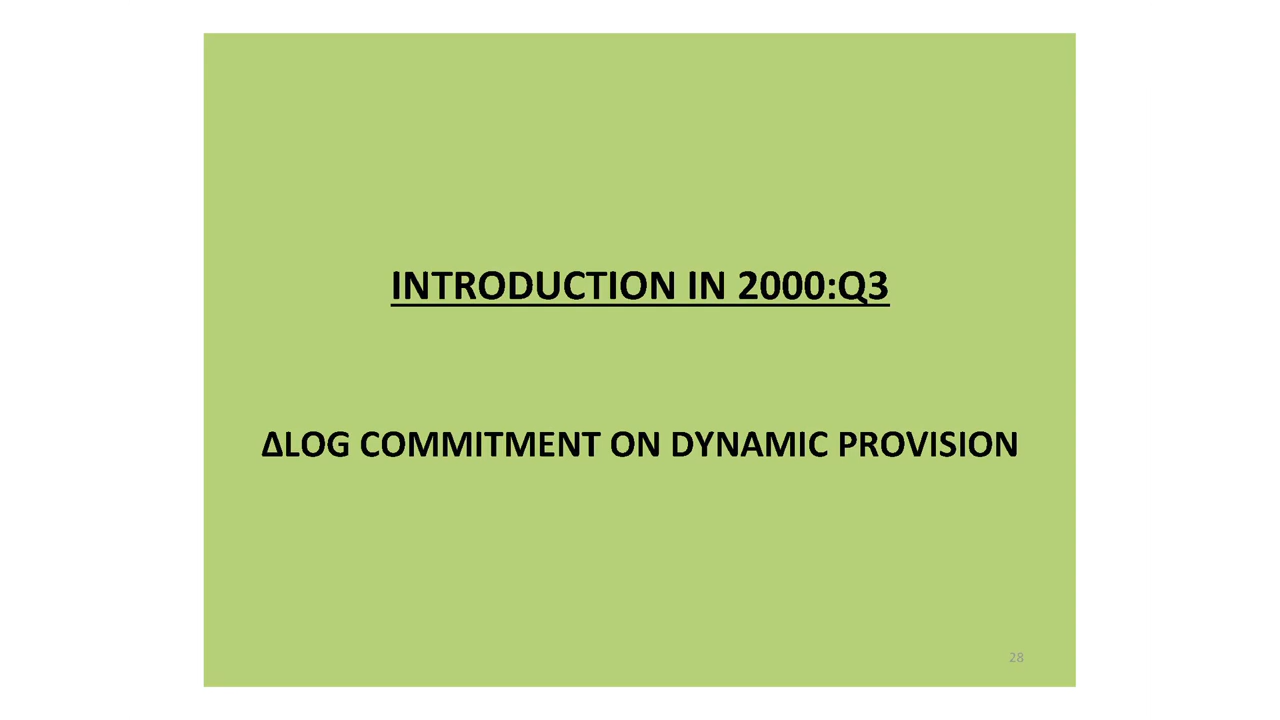 INTRODUCTION IN 2000:Q3
ΔLOG COMMITMENT ON DYNAMIC PROVISION
28